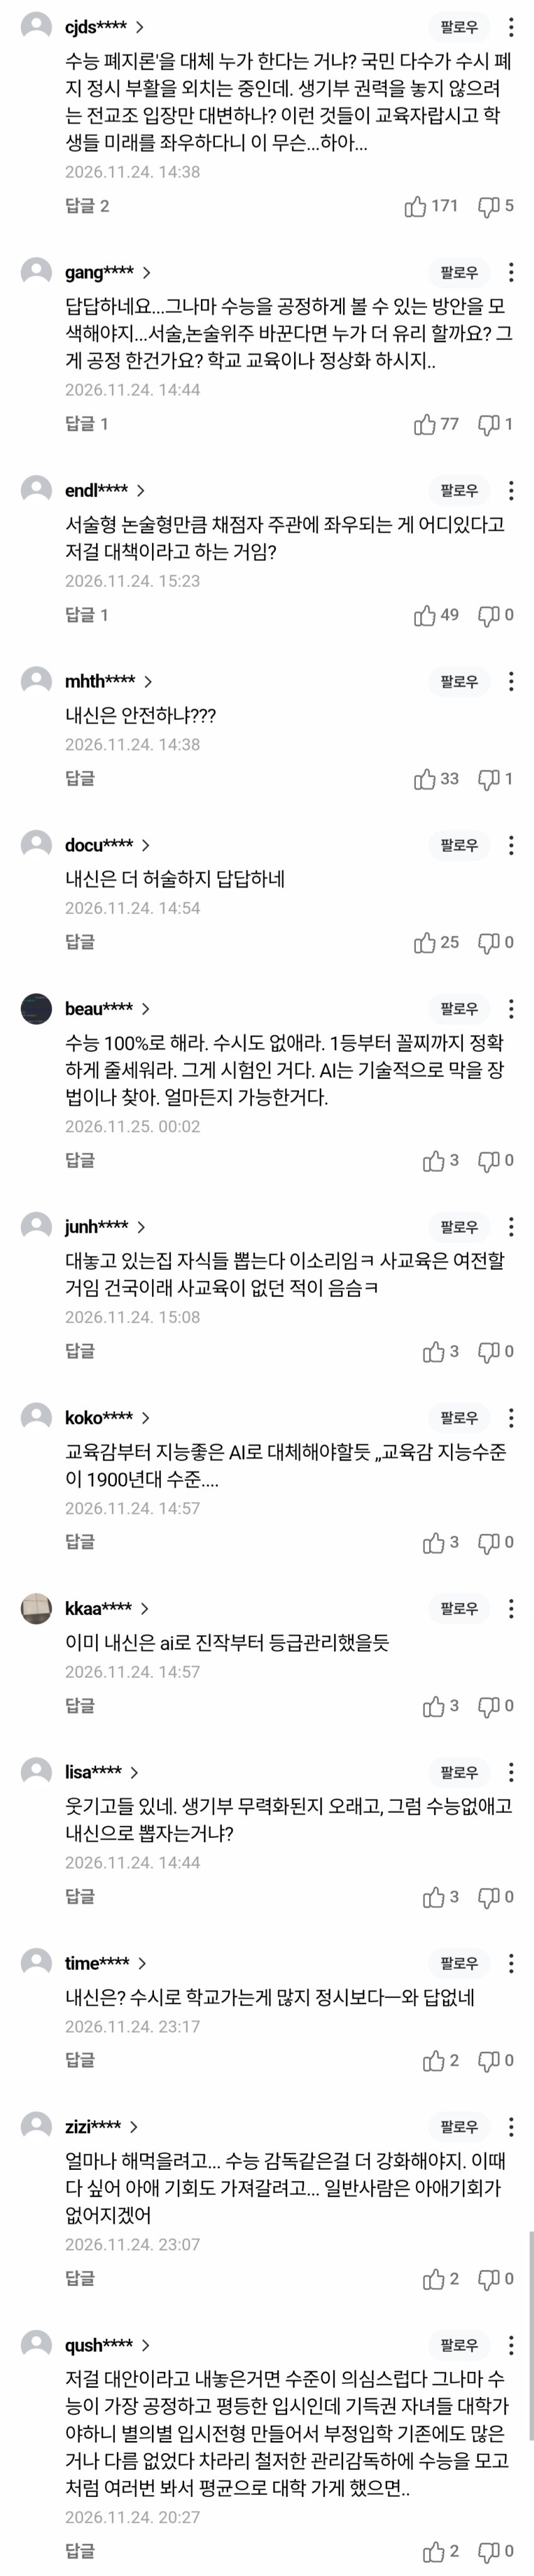 cjds**** >
팔로우
수능 폐지론'을 대체 누가 한다는 거냐? 국민 다수가 수시 폐
지 정시 부활을 외치는 중인데. 생기부 권력을 놓지 않으려
는 전교조 입장만 대변하나? 이런 것들이 교육자랍시고 학
생들 미래를 좌우하다니 이 무슨...하아...
2026.11.24. 14:38
답글 2
171 5
gang**** >
팔로우
답답하네요...그나마 수능을 공정하게 볼 수 있는 방안을 모
색해야지...서술,논술위주 바꾼다면 누가 더 유리 할까요? 그
게 공정 한건가요? 학교 교육이나 정상화 하시지..
2026.11.24. 14:44
답글 1
77 1
endl**** >
팔로우
서술형 논술형만큼 채점자 주관에 좌우되는 게 어디있다고
저걸 대책이라고 하는 거임?
2026.11.24. 15:23
답글 1
49 0
mhth**** >
팔로우
내신은 안전하냐???
2026.11.24. 14:38
답글
33 1
docu**** >
팔로우
내신은 더 허술하지 답답하네
2026.11.24. 14:54
답글
25 0
beau**** >
팔로우
수능 100%로 해라. 수시도 없애라. 1등부터 꼴찌까지 정확
하게 줄세워라. 그게 시험인 거다. AI는 기술적으로 막을 장
법이나 찾아. 얼마든지 가능한거다.
2026.11.25. 00:02
답글
3 0
junh**** >
팔로우
대놓고 있는집 자식들 뽑는다 이소리임ㅋ 사교육은 여전할
거임 건국이래 사교육이 없던 적이 음슴ㅋ
2026.11.24. 15:08
답글
3 0
koko**** >
팔로우
교육감부터 지능좋은 AI로 대체해야할듯 ,,교육감 지능수준
이 1900년대 수준....
2026.11.24. 14:57
답글
3 0
kkaa**** >
팔로우
이미 내신은 ai로 진작부터 등급관리했을듯
2026.11.24. 14:57
답글
3 0
lisa**** >
팔로우
웃기고들 있네. 생기부 무력화된지 오래고, 그럼 수능없애고
내신으로 뽑자는거냐?
2026.11.24. 14:44
답글
3 0
time**** >
팔로우
내신은? 수시로 학교가는게 많지 정시보다ㅡ와 답없네
2026.11.24. 23:17
답글
2 0
zizi**** >
팔로우
얼마나 해먹을려고... 수능 감독같은걸 더 강화해야지. 이때
다 싶어 아애 기회도 가져갈려고... 일반사람은 아애기회가
없어지겠어
2026.11.24. 23:07
답글
2 0
qush**** >
팔로우
저걸 대안이라고 내놓은거면 수준이 의심스럽다 그나마 수
능이 가장 공정하고 평등한 입시인데 기득권 자녀들 대학가
야하니 별의별 입시전형 만들어서 부정입학 기존에도 많은
거나 다름 없었다 차라리 철저한 관리감독하에 수능을 모고
처럼 여러번 봐서 평균으로 대학 가게 했으면..
2026.11.24. 20:27
답글
2 0